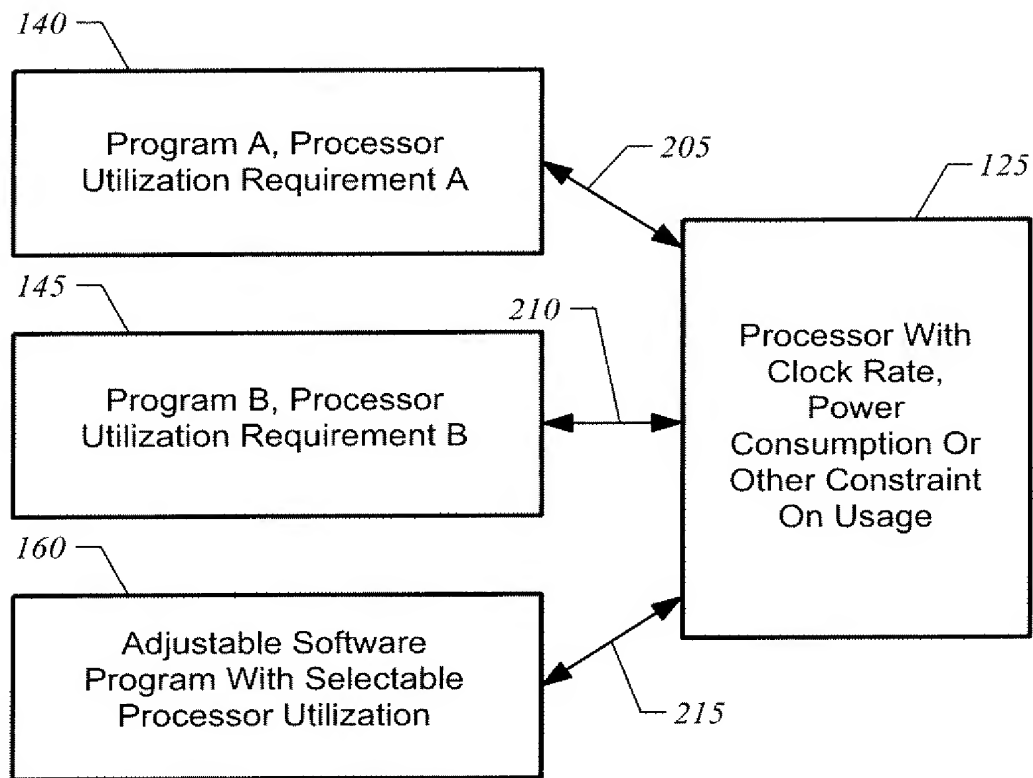 140
Program A, Processor
Utilization Requirement A
205
125
145
Program B, Processor
Utilization Requirement B
210
Processor With
Clock Rate,
Power
Consumption Or
Other Constraint
On Usage
160
Adjustable Software
Program With Selectable
Processor Utilization
215